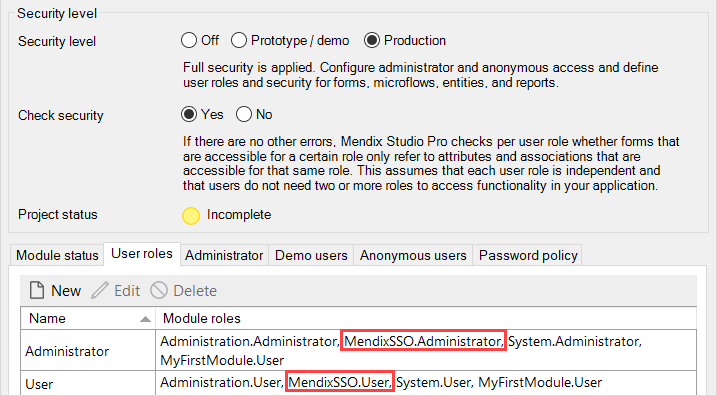 Security level
Security level Off Prototype / demo Production
Full security is applied. Configure administrator and anonymous access and define
user roles and security for forms, microflows, entities, and reports.
Check security Yes No
If there are no other errors, Mendix Studio Pro checks per user role whether forms that
are accessible for a certain role only refer to attributes and associations that are
accessible for that same role. This assumes that each user role is independent and
that users do not need two or more roles to access functionality in your application.
Project status Incomplete
Module status User roles Administrator Demo users Anonymous users Password policy
New Edit Delete
Name Module roles
Administrator Administration.Administrator, MendixSSO.Administrator, System.Administrator,
MyFirstModule.User
User Administration.User, MendixSSO.User, System.User, MyFirstModule.User